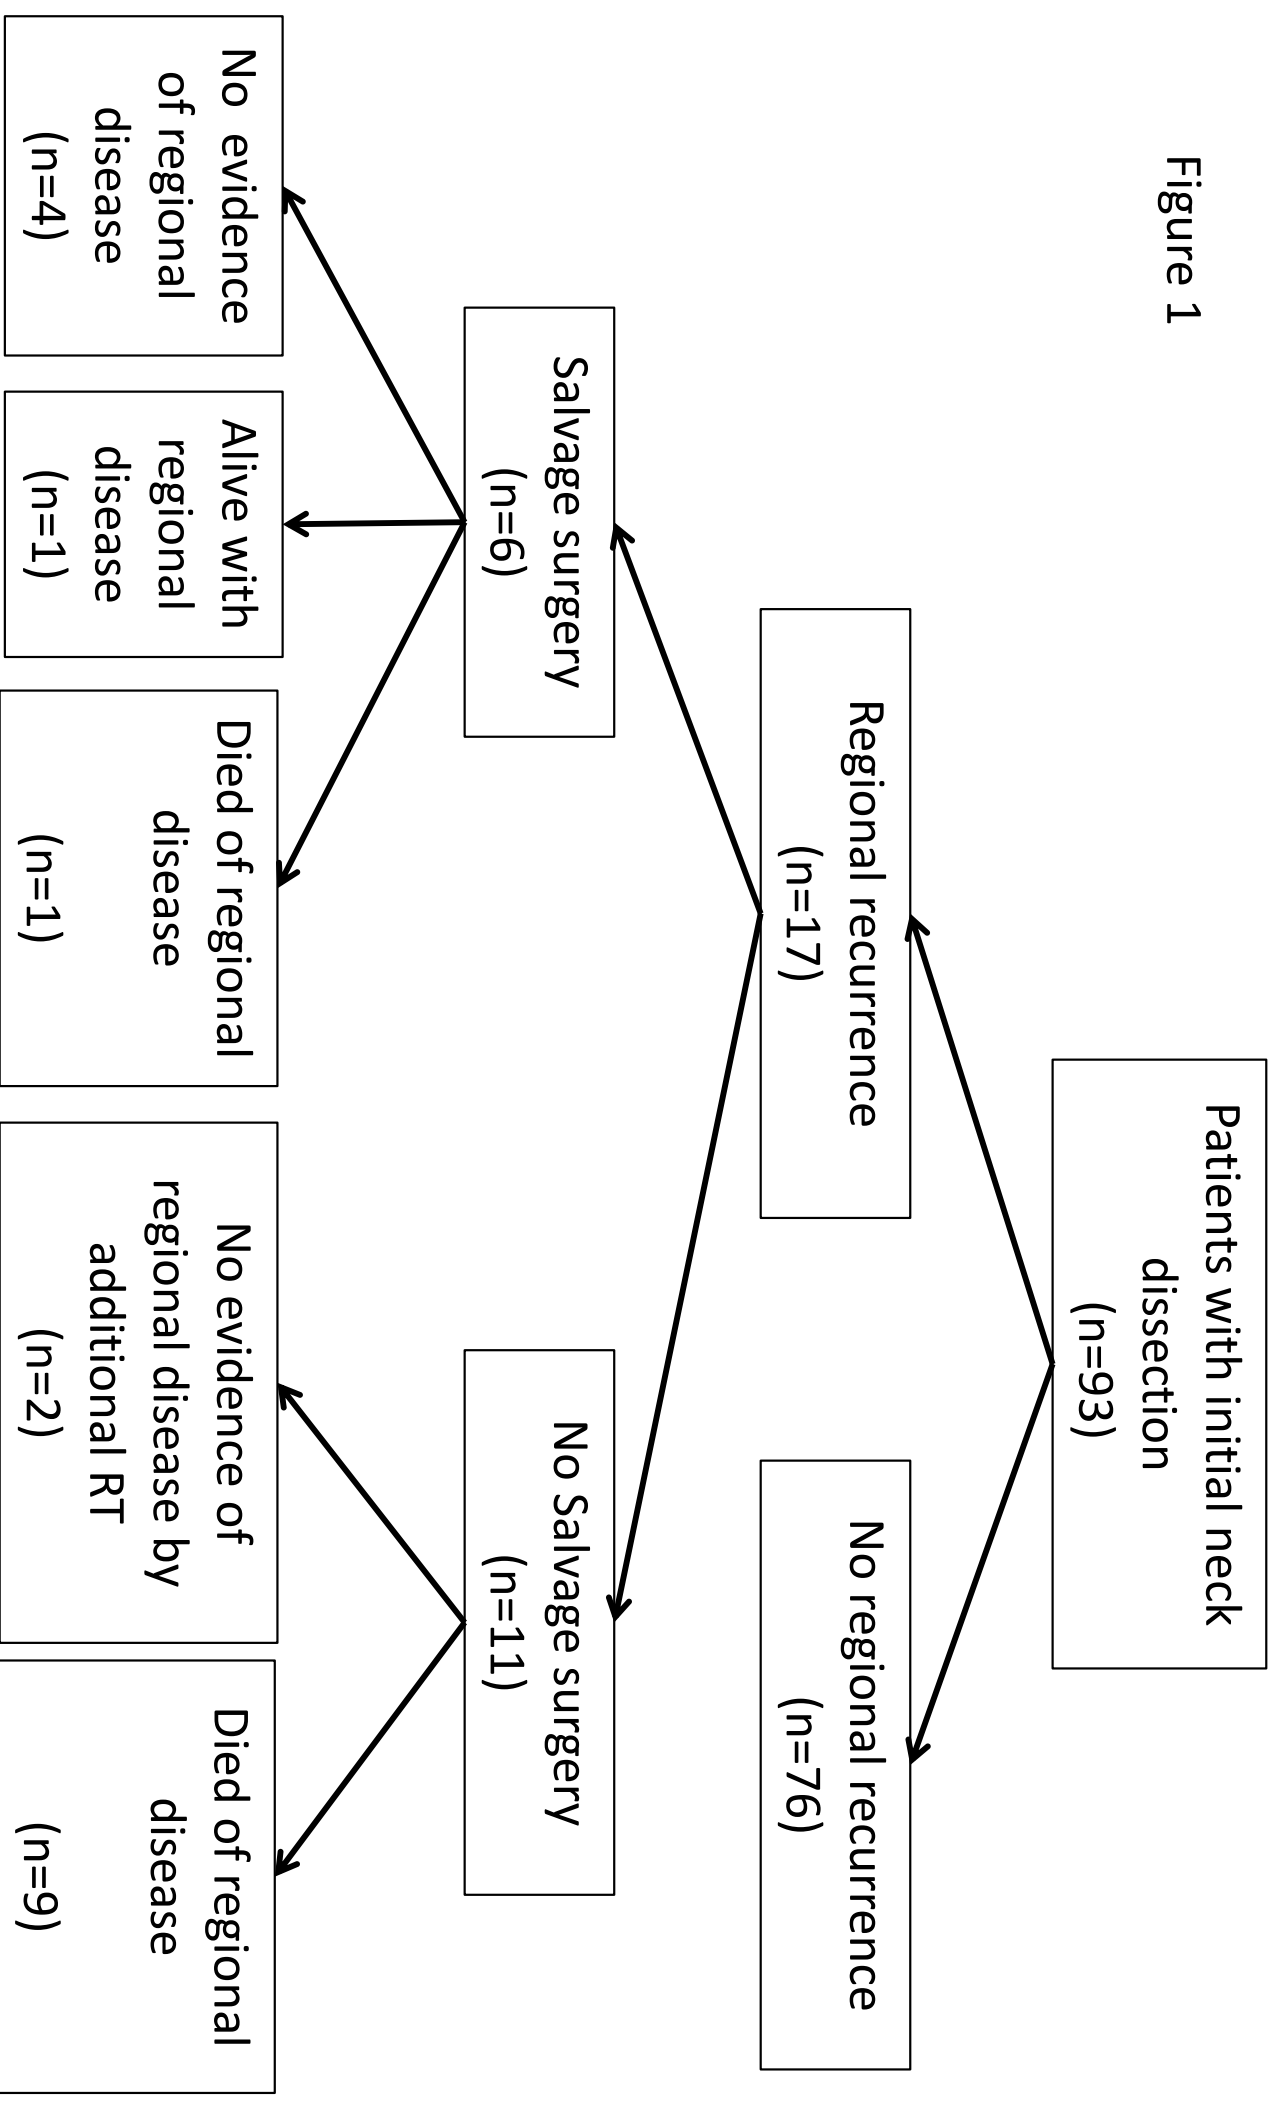 Figure 1
Patients with initial neck
dissection
(n=93)
Regional recurrence
(n=17)
No regional recurrence
(n=76)
Salvage surgery
(n=6)
No Salvage surgery
(n=11)
No evidence
of regional
disease
(n=4)
Alive with
regional
disease
(n=1)
Died of regional
disease
(n=1)
No evidence of
regional disease by
additional RT
(n=2)
Died of regional
disease
(n=9)